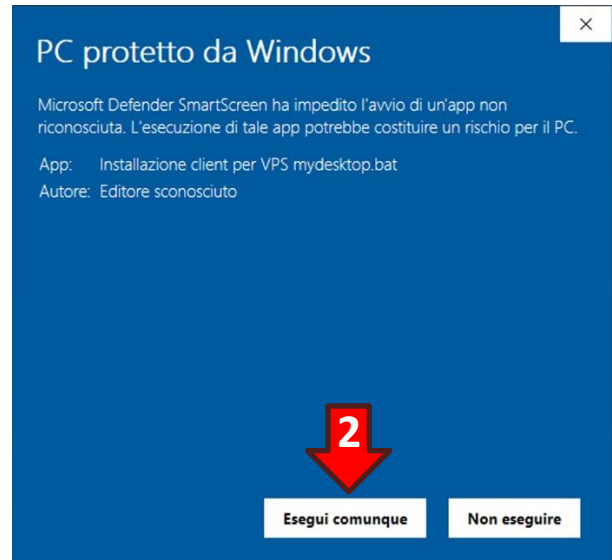 PC protetto da Windows
Microsoft Defender SmartScreen ha impedito l'avvio di un'app non
riconosciuta. L'esecuzione di tale app potrebbe costituire un rischio per il PC.
App: Installazione client per VPS mydesktop.bat
Autore: Editore sconosciuto
2
Esegui comunque Non eseguire